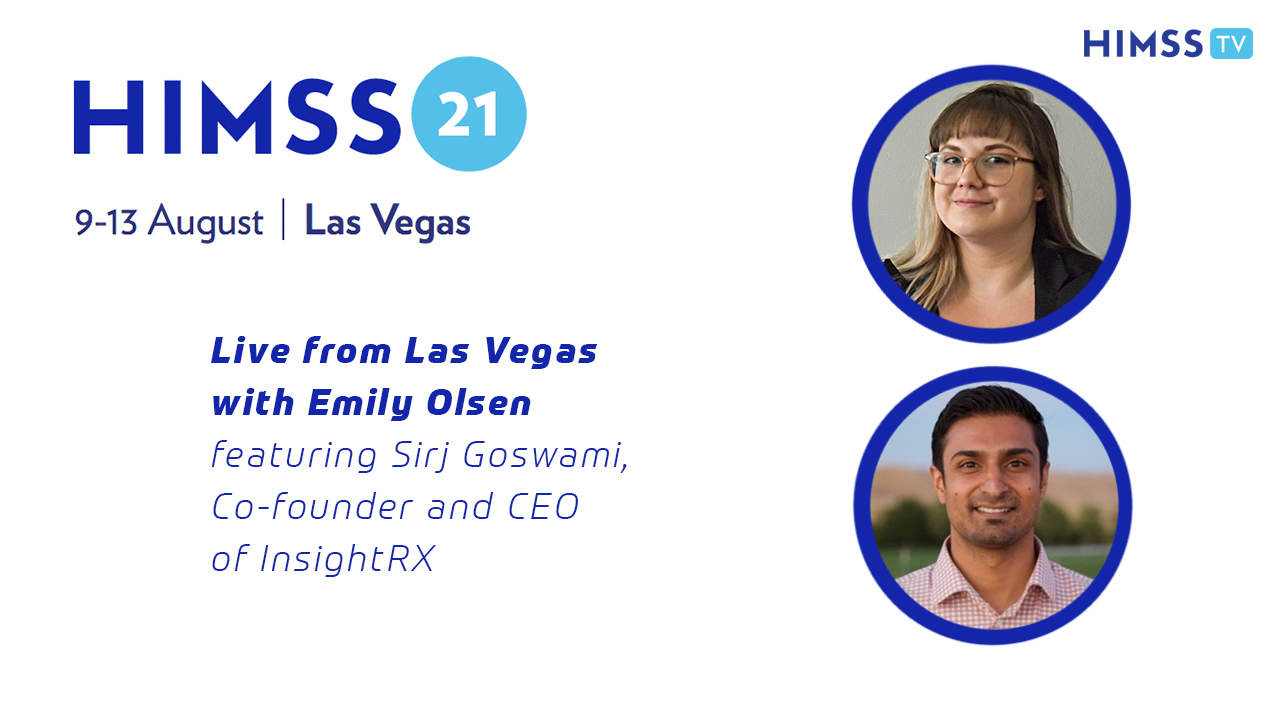 HIMSS TV
HIMSS 21
9-13 August | Las Vegas
Live from Las Vegas
with Emily Olsen
featuring Sirj Goswami,
Co-founder and CEO
of InsightRX